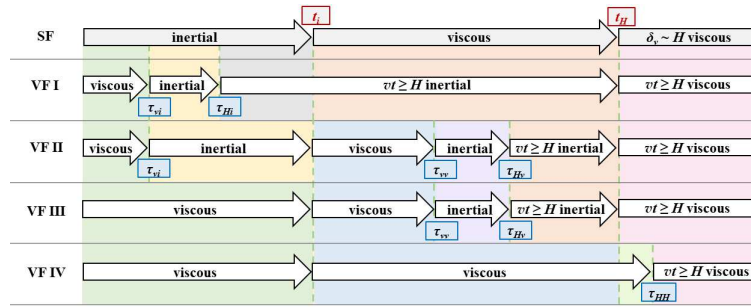 t_i t_H
SF inertial viscous δ_v ~ H viscous
VF I viscous inertial vt ≥ H inertial vt ≥ H viscous
τ_vi τ_Hi
VF II viscous inertial viscous inertial vt ≥ H inertial vt ≥ H viscous
τ_vi τ_vv τ_Hv
VF III viscous viscous inertial vt ≥ H inertial vt ≥ H viscous
τ_vv τ_Hv
VF IV viscous viscous vt ≥ H viscous
τ_HH